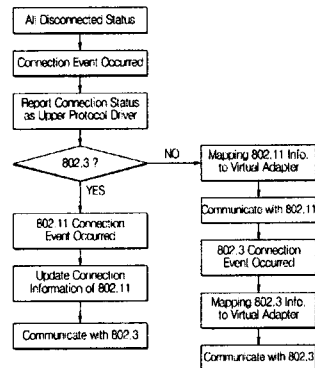 All Disconnected Status
Connection Event Occurred
Report Connection Status
as Upper Protocol Driver
802.3 ?
NO
YES
802.11 Connection
Event Occurred
Update Connection
Information of 802.11
Communicate with 802.3
Mapping 802.11 Info.
to Virtual Adapter
Communicate with 802.11
802.3 Connection
Event Occurred
Mapping 802.3 Info.
to Virtual Adapter
Communicate with 802.3